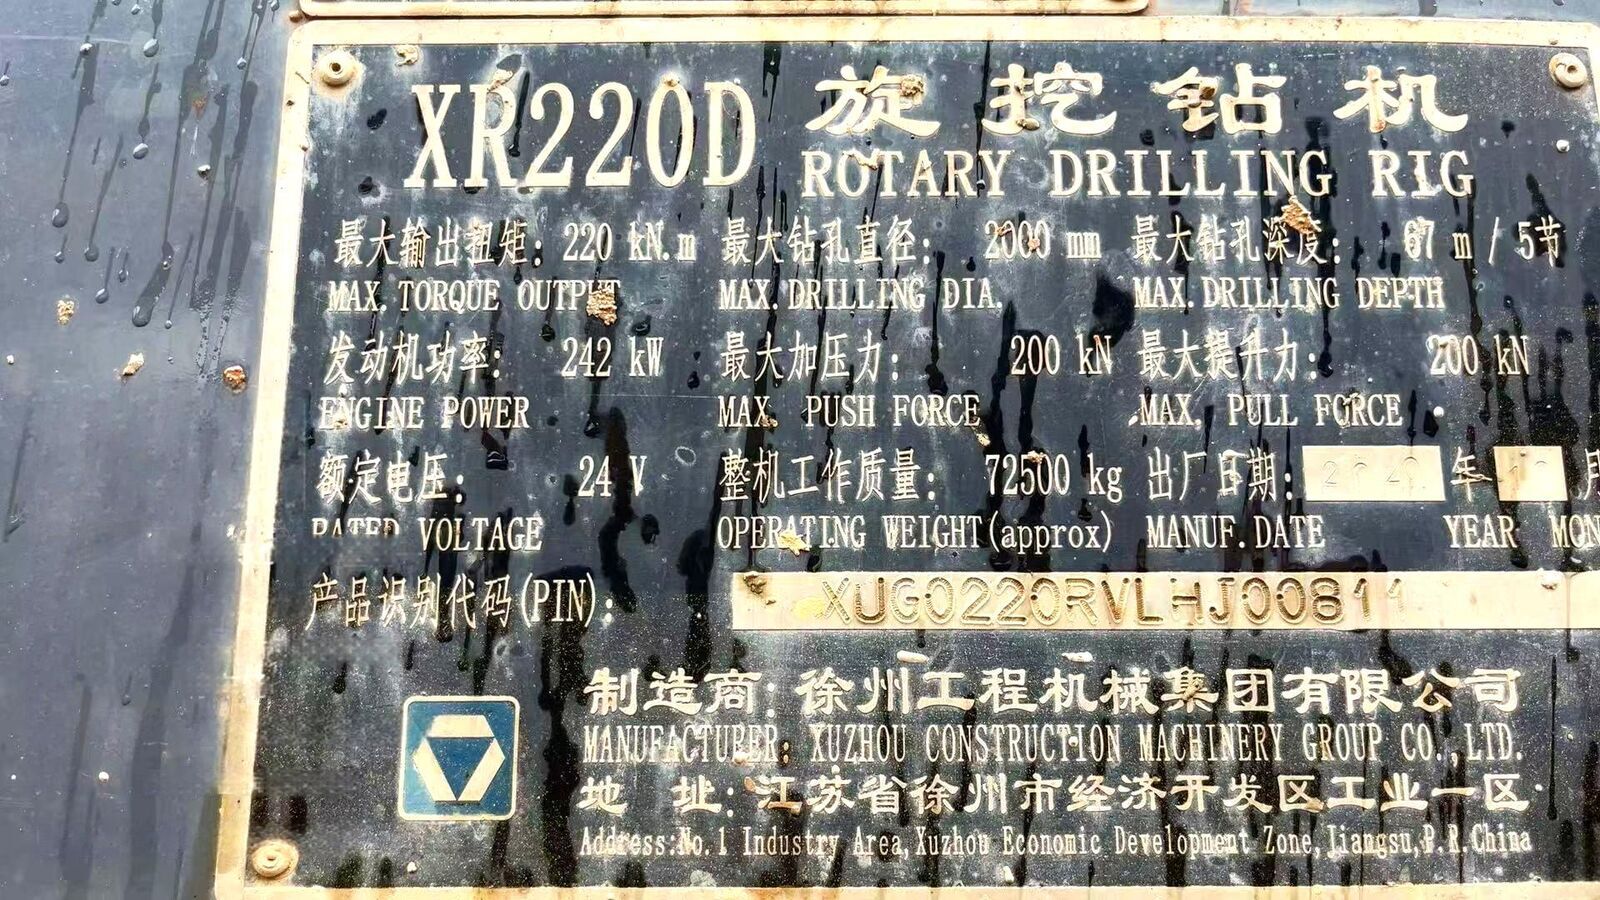 XR220D 旋挖钻机
ROTARY DRILLING RIG
最大输出扭矩: 220 kN.m 最大钻孔直径: 2000 mm 最大钻孔深度: 67 m / 5节
MAX. TORQUE OUTPUT MAX. DRILLING DIA. MAX. DRILLING DEPTH
发动机功率: 242 kW 最大加压力: 200 kN 最大提升力: 200 kN
ENGINE POWER MAX. PUSH FORCE MAX. PULL FORCE
额定电压: 24 V 整机工作质量: 72500 kg 出厂日期: 年 月
RATED VOLTAGE OPERATING WEIGHT(approx) MANUF.DATE YEAR MON
产品识别代码(PIN): XUG0220RVLHJ00811
制造商: 徐州工程机械集团有限公司
MANUFACTURER: XUZHOU CONSTRUCTION MACHINERY GROUP CO.,LTD.
地 址: 江苏省徐州市经济开发区工业一区
Address:No.1 Industry Area,Xuzhou Economic Development Zone,Jiangsu,P.R.China